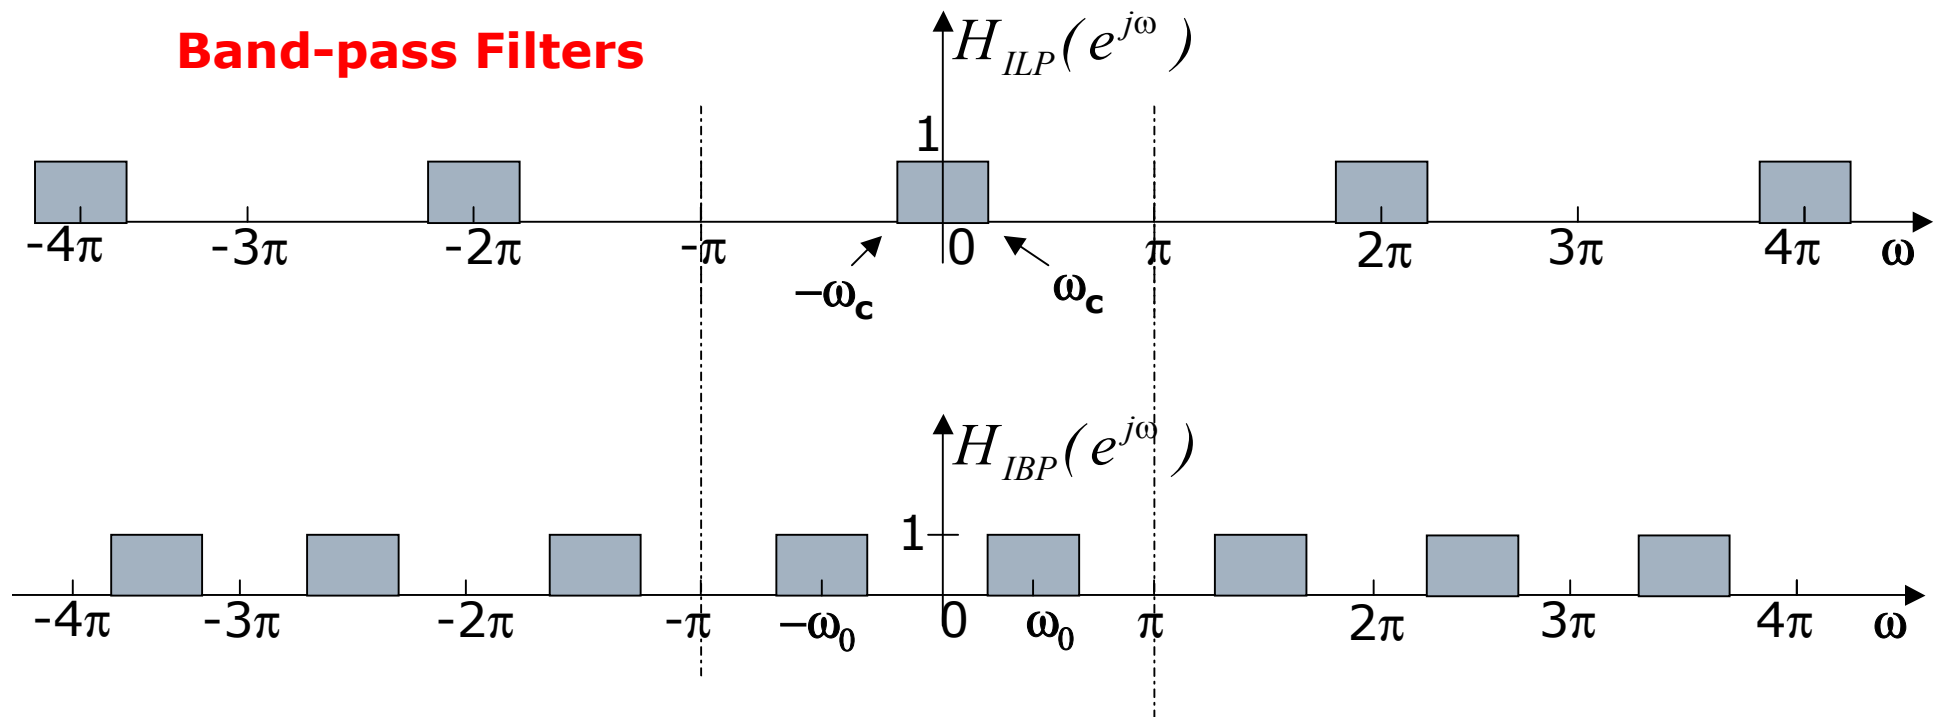 Band-pass Filters
H_ILP(e^jω)
1
-4π -3π -2π -π 0 π 2π 3π 4π ω
−ω_c ω_c
H_IBP(e^jω)
1
-4π -3π -2π -π −ω_0 0 ω_0 π 2π 3π 4π ω